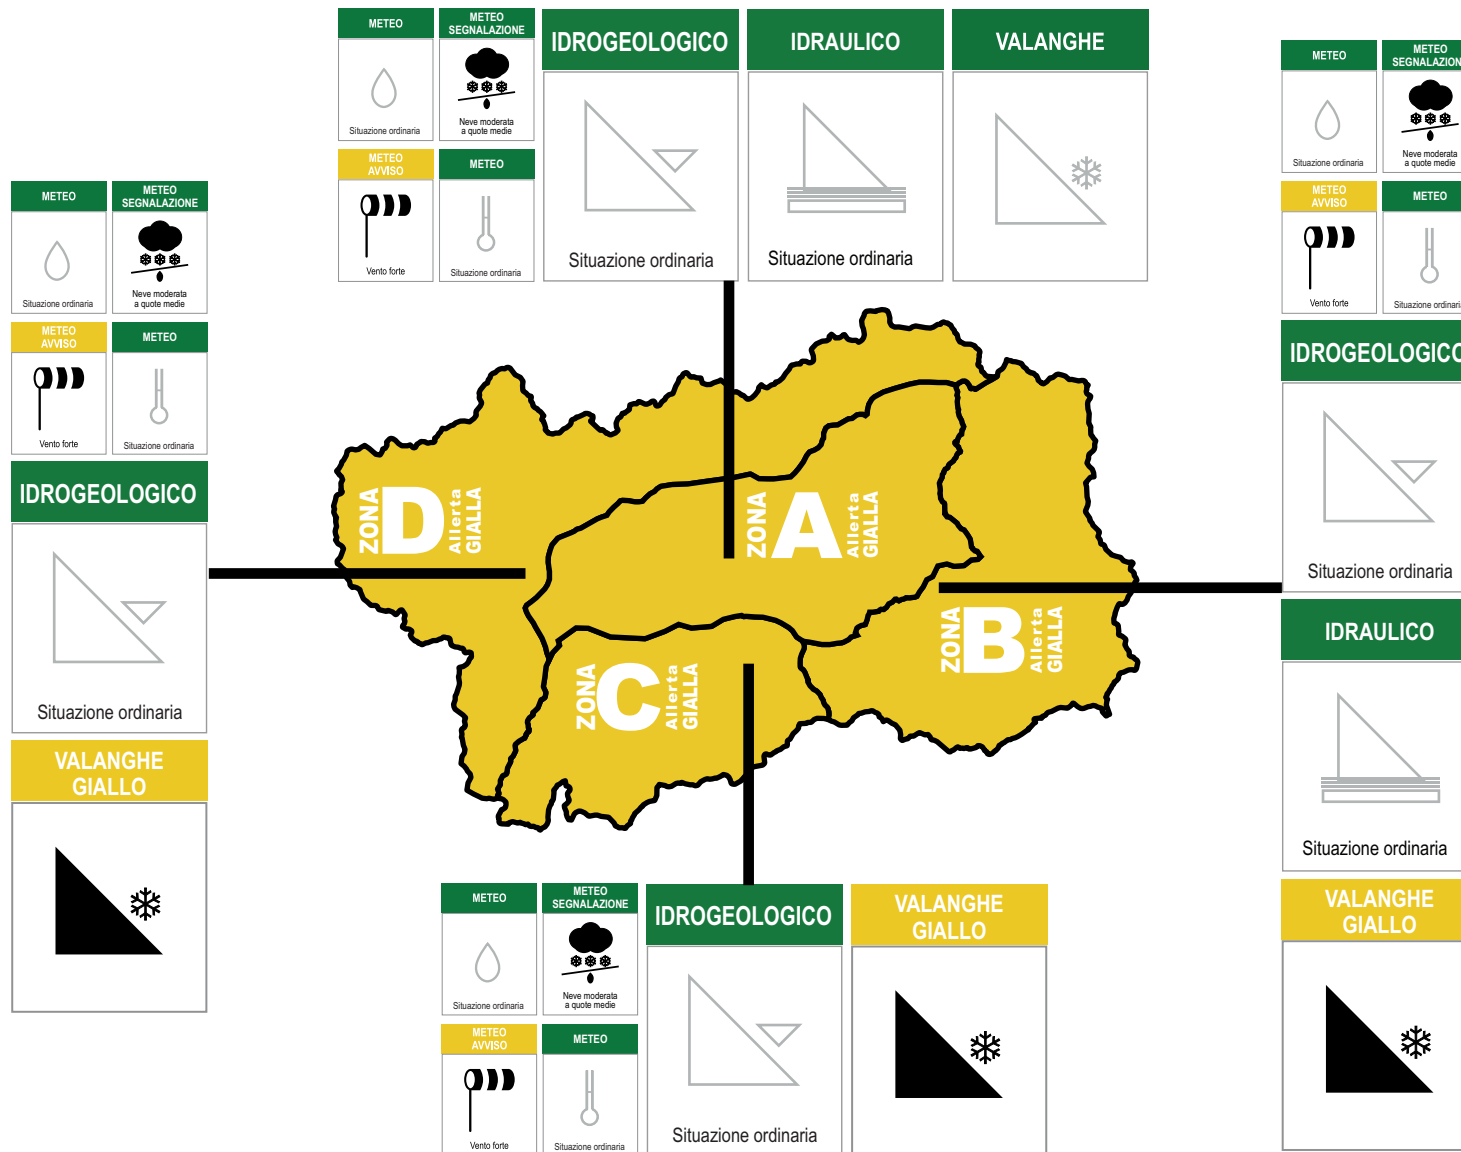 METEO
METEO
SEGNALAZIONE
Situazione ordinaria
Neve moderata
a quote medie
METEO
AVVISO
METEO
Vento forte
Situazione ordinaria
IDROGEOLOGICO
Situazione ordinaria
IDRAULICO
Situazione ordinaria
VALANGHE
METEO
METEO
SEGNALAZIONE
Situazione ordinaria
Neve moderata
a quote medie
METEO
AVVISO
METEO
Vento forte
Situazione ordinaria
IDROGEOLOGICO
Situazione ordinaria
VALANGHE
GIALLO
ZONA D Allerta GIALLA
ZONA A Allerta GIALLA
ZONA B Allerta GIALLA
ZONA C Allerta GIALLA
METEO
METEO
SEGNALAZION
Situazione ordinaria
Neve moderata
a quote medie
METEO
AVVISO
METEO
Vento forte
Situazione ordinaria
IDROGEOLOGICO
Situazione ordinaria
IDRAULICO
Situazione ordinaria
VALANGHE
GIALLO
METEO
METEO
SEGNALAZIONE
Situazione ordinaria
Neve moderata
a quote medie
METEO
AVVISO
METEO
Vento forte
Situazione ordinaria
IDROGEOLOGICO
Situazione ordinaria
VALANGHE
GIALLO